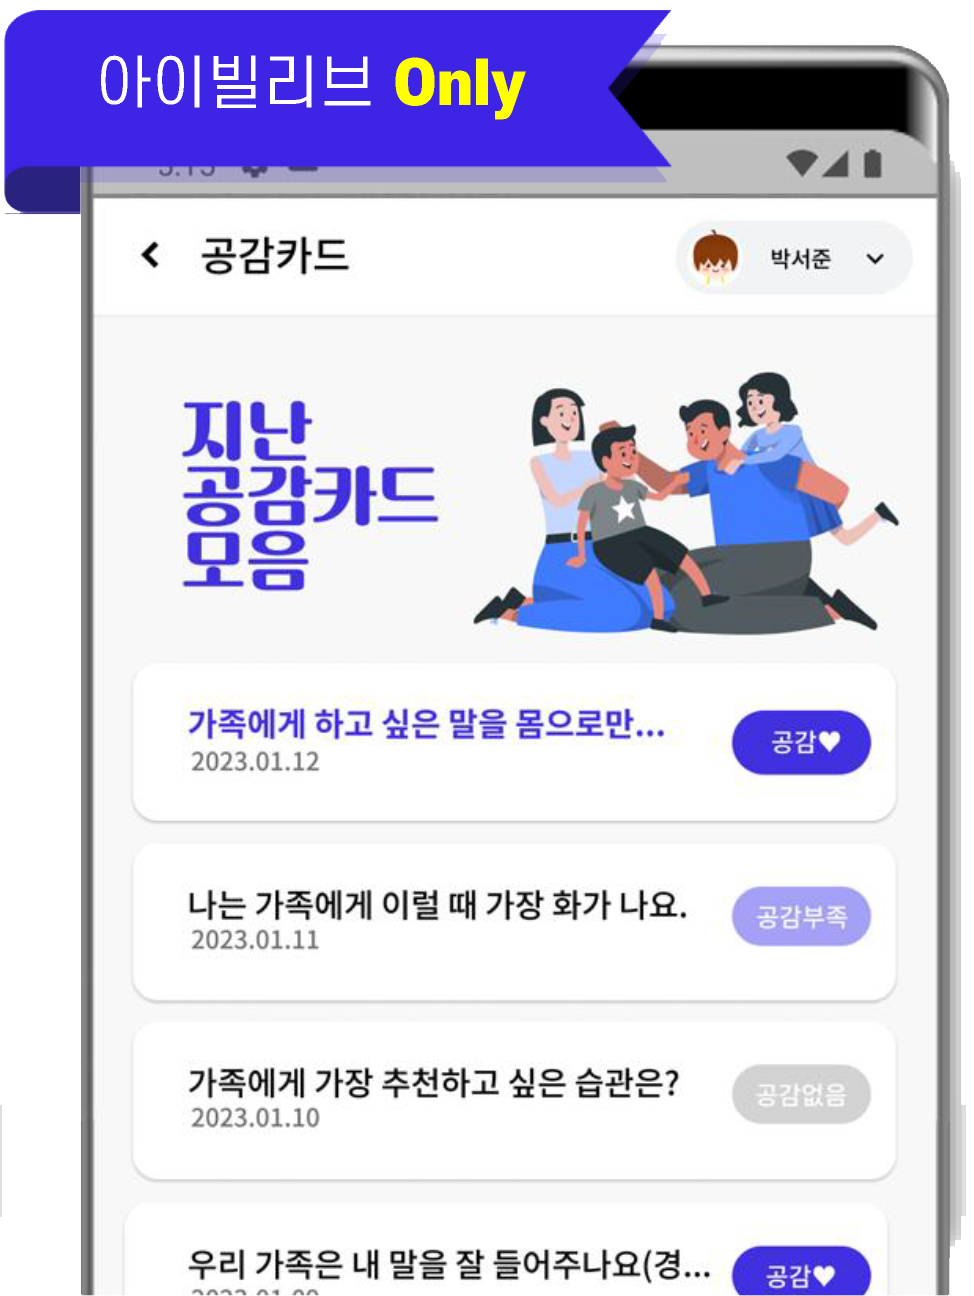 아이빌리브 Only
공감카드
박서준
지난
공감카드
모음
가족에게 하고 싶은 말을 몸으로만...
2023.01.12
공감♥
나는 가족에게 이럴 때 가장 화가 나요.
2023.01.11
공감부족
가족에게 가장 추천하고 싶은 습관은?
2023.01.10
공감없음
우리 가족은 내 말을 잘 들어주나요(경...
공감♥